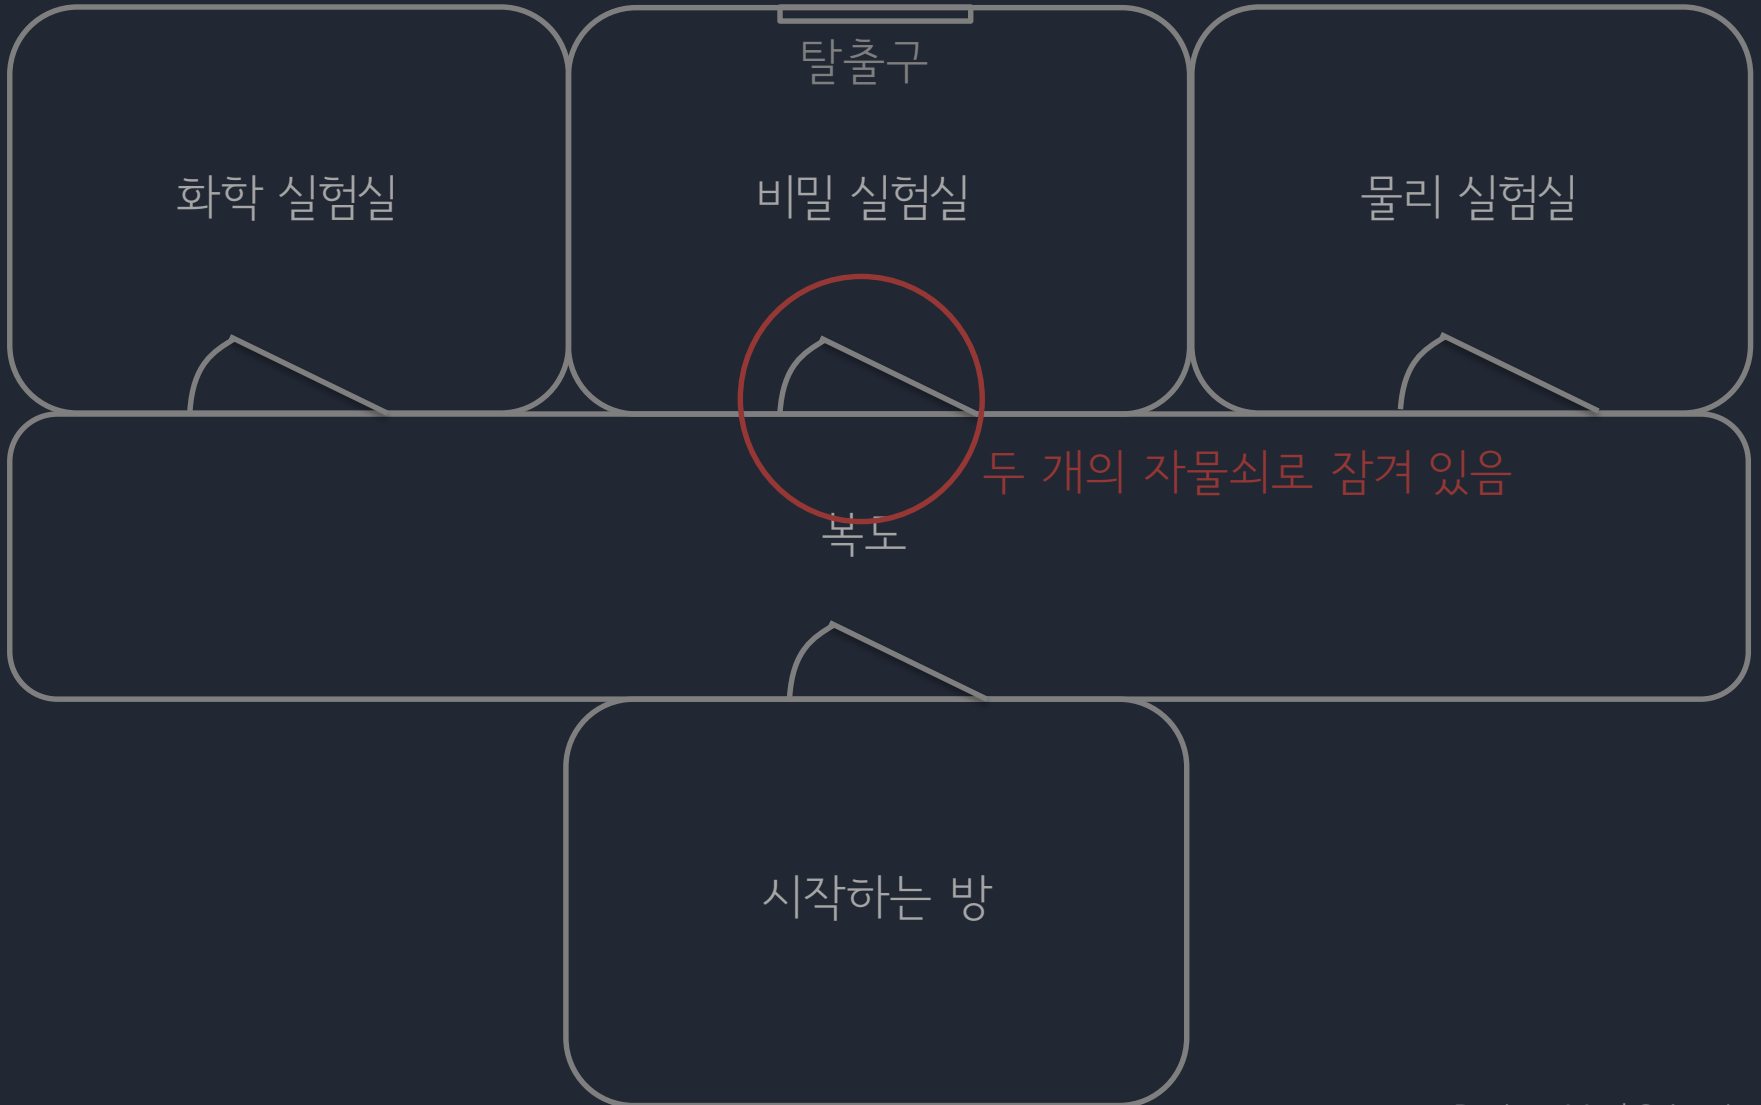 탈출구
화학 실험실
비밀 실험실
물리 실험실
두 개의 자물쇠로 잠겨 있음
복도
시작하는 방